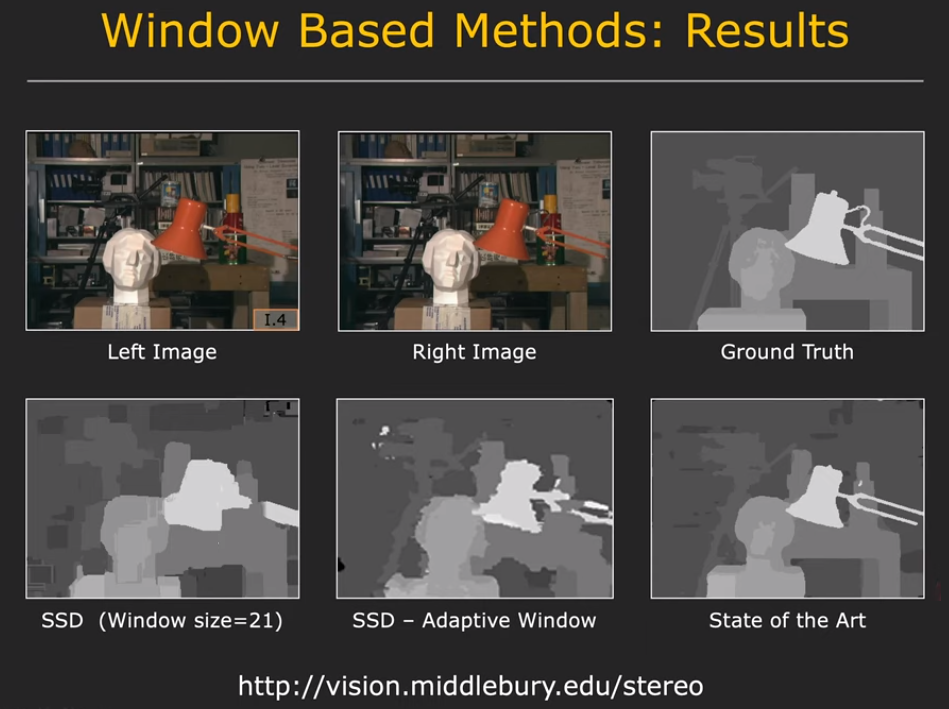 Window Based Methods: Results
I.4
Left Image
Right Image
Ground Truth
SSD (Window size=21)
SSD – Adaptive Window
State of the Art
http://vision.middlebury.edu/stereo